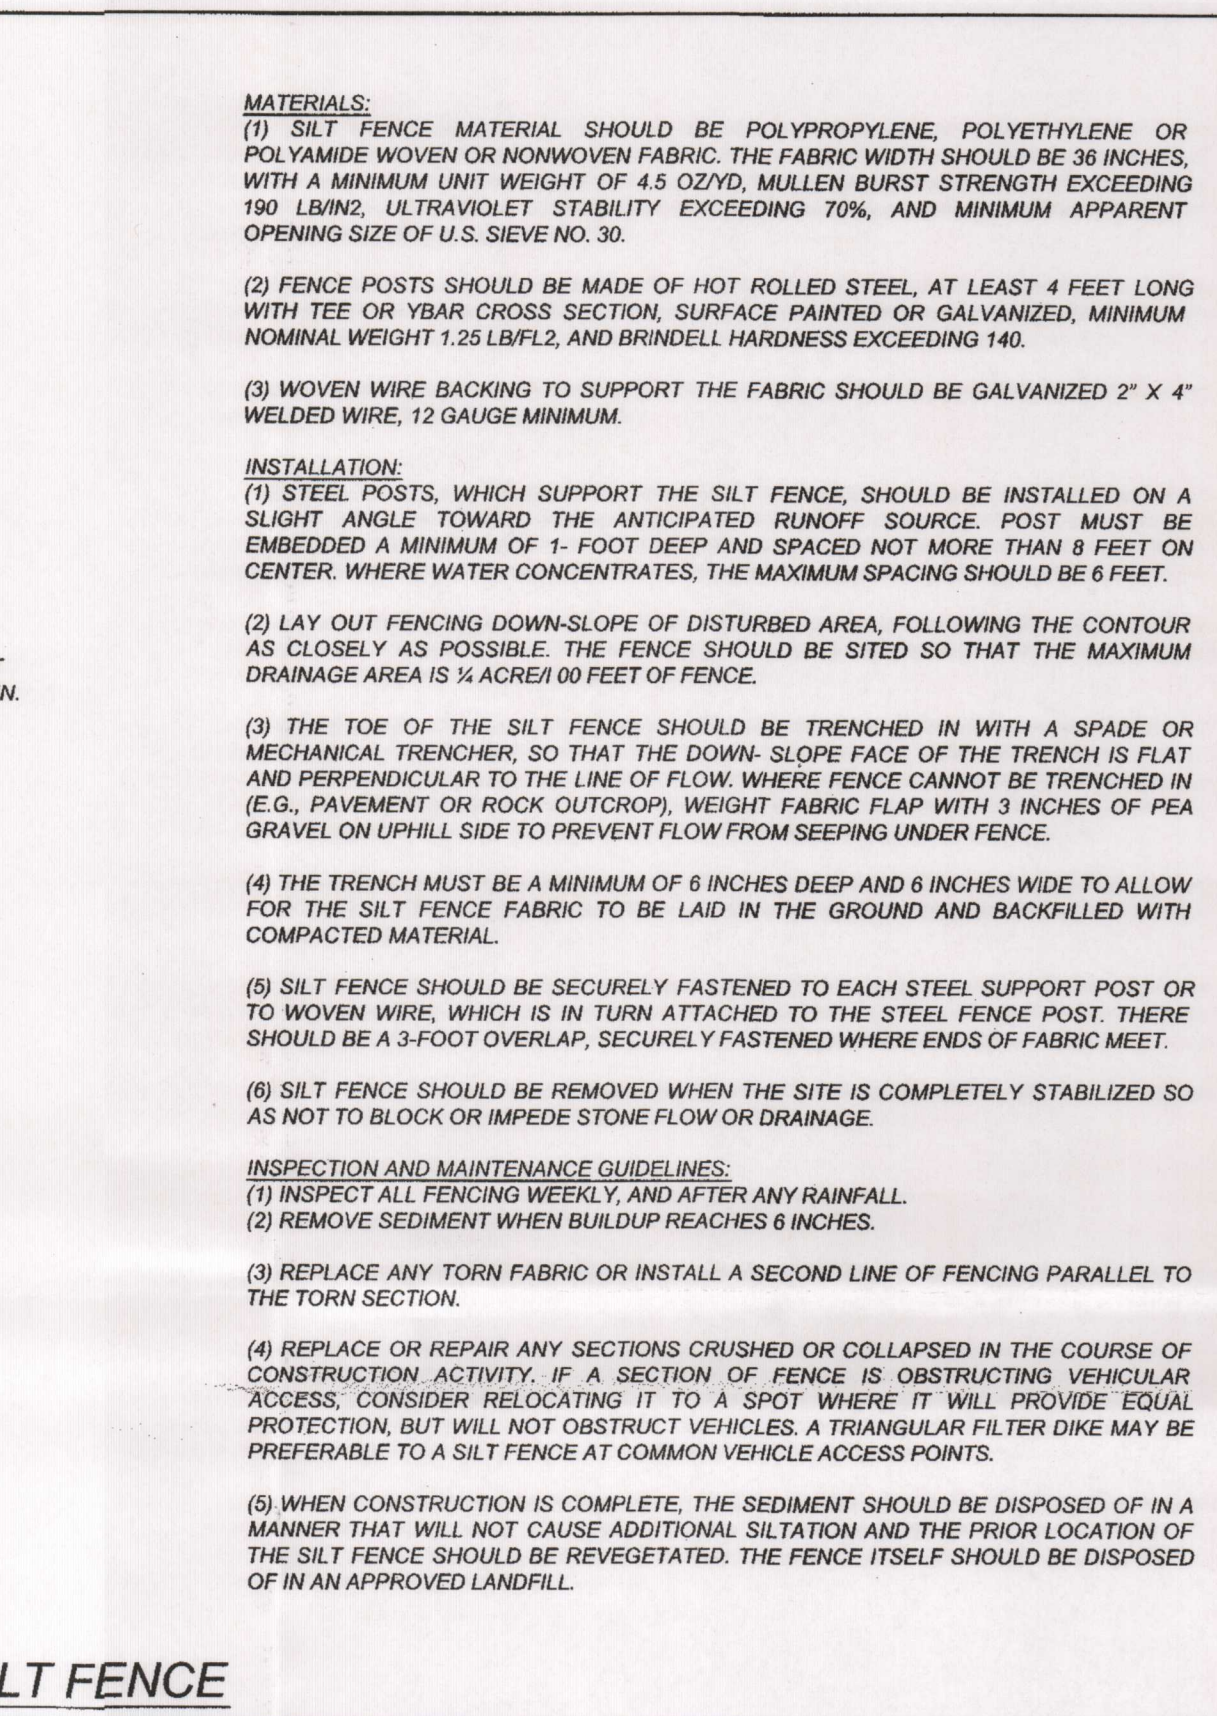 MATERIALS:
(1) SILT FENCE MATERIAL SHOULD BE POLYPROPYLENE, POLYETHYLENE OR
POLYAMIDE WOVEN OR NONWOVEN FABRIC. THE FABRIC WIDTH SHOULD BE 36 INCHES,
WITH A MINIMUM UNIT WEIGHT OF 4.5 OZ/YD, MULLEN BURST STRENGTH EXCEEDING
190 LB/IN2, ULTRAVIOLET STABILITY EXCEEDING 70%, AND MINIMUM APPARENT
OPENING SIZE OF U.S. SIEVE NO. 30.
(2) FENCE POSTS SHOULD BE MADE OF HOT ROLLED STEEL, AT LEAST 4 FEET LONG
WITH TEE OR YBAR CROSS SECTION, SURFACE PAINTED OR GALVANIZED, MINIMUM
NOMINAL WEIGHT 1.25 LB/FL2, AND BRINDELL HARDNESS EXCEEDING 140.
(3) WOVEN WIRE BACKING TO SUPPORT THE FABRIC SHOULD BE GALVANIZED 2" X 4"
WELDED WIRE, 12 GAUGE MINIMUM.
INSTALLATION:
(1) STEEL POSTS, WHICH SUPPORT THE SILT FENCE, SHOULD BE INSTALLED ON A
SLIGHT ANGLE TOWARD THE ANTICIPATED RUNOFF SOURCE. POST MUST BE
EMBEDDED A MINIMUM OF 1- FOOT DEEP AND SPACED NOT MORE THAN 8 FEET ON
CENTER. WHERE WATER CONCENTRATES, THE MAXIMUM SPACING SHOULD BE 6 FEET.
(2) LAY OUT FENCING DOWN-SLOPE OF DISTURBED AREA, FOLLOWING THE CONTOUR
AS CLOSELY AS POSSIBLE. THE FENCE SHOULD BE SITED SO THAT THE MAXIMUM
DRAINAGE AREA IS ¼ ACRE/I 00 FEET OF FENCE.
N.
(3) THE TOE OF THE SILT FENCE SHOULD BE TRENCHED IN WITH A SPADE OR
MECHANICAL TRENCHER, SO THAT THE DOWN- SLOPE FACE OF THE TRENCH IS FLAT
AND PERPENDICULAR TO THE LINE OF FLOW. WHERE FENCE CANNOT BE TRENCHED IN
(E.G., PAVEMENT OR ROCK OUTCROP), WEIGHT FABRIC FLAP WITH 3 INCHES OF PEA
GRAVEL ON UPHILL SIDE TO PREVENT FLOW FROM SEEPING UNDER FENCE.
(4) THE TRENCH MUST BE A MINIMUM OF 6 INCHES DEEP AND 6 INCHES WIDE TO ALLOW
FOR THE SILT FENCE FABRIC TO BE LAID IN THE GROUND AND BACKFILLED WITH
COMPACTED MATERIAL.
(5) SILT FENCE SHOULD BE SECURELY FASTENED TO EACH STEEL SUPPORT POST OR
TO WOVEN WIRE, WHICH IS IN TURN ATTACHED TO THE STEEL FENCE POST. THERE
SHOULD BE A 3-FOOT OVERLAP, SECURELY FASTENED WHERE ENDS OF FABRIC MEET.
(6) SILT FENCE SHOULD BE REMOVED WHEN THE SITE IS COMPLETELY STABILIZED SO
AS NOT TO BLOCK OR IMPEDE STONE FLOW OR DRAINAGE.
INSPECTION AND MAINTENANCE GUIDELINES:
(1) INSPECT ALL FENCING WEEKLY, AND AFTER ANY RAINFALL.
(2) REMOVE SEDIMENT WHEN BUILDUP REACHES 6 INCHES.
(3) REPLACE ANY TORN FABRIC OR INSTALL A SECOND LINE OF FENCING PARALLEL TO
THE TORN SECTION.
(4) REPLACE OR REPAIR ANY SECTIONS CRUSHED OR COLLAPSED IN THE COURSE OF
CONSTRUCTION ACTIVITY. IF A SECTION OF FENCE IS OBSTRUCTING VEHICULAR
ACCESS, CONSIDER RELOCATING IT TO A SPOT WHERE IT WILL PROVIDE EQUAL
PROTECTION, BUT WILL NOT OBSTRUCT VEHICLES. A TRIANGULAR FILTER DIKE MAY BE
PREFERABLE TO A SILT FENCE AT COMMON VEHICLE ACCESS POINTS.
(5) WHEN CONSTRUCTION IS COMPLETE, THE SEDIMENT SHOULD BE DISPOSED OF IN A
MANNER THAT WILL NOT CAUSE ADDITIONAL SILTATION AND THE PRIOR LOCATION OF
THE SILT FENCE SHOULD BE REVEGETATED. THE FENCE ITSELF SHOULD BE DISPOSED
OF IN AN APPROVED LANDFILL.
LT FENCE